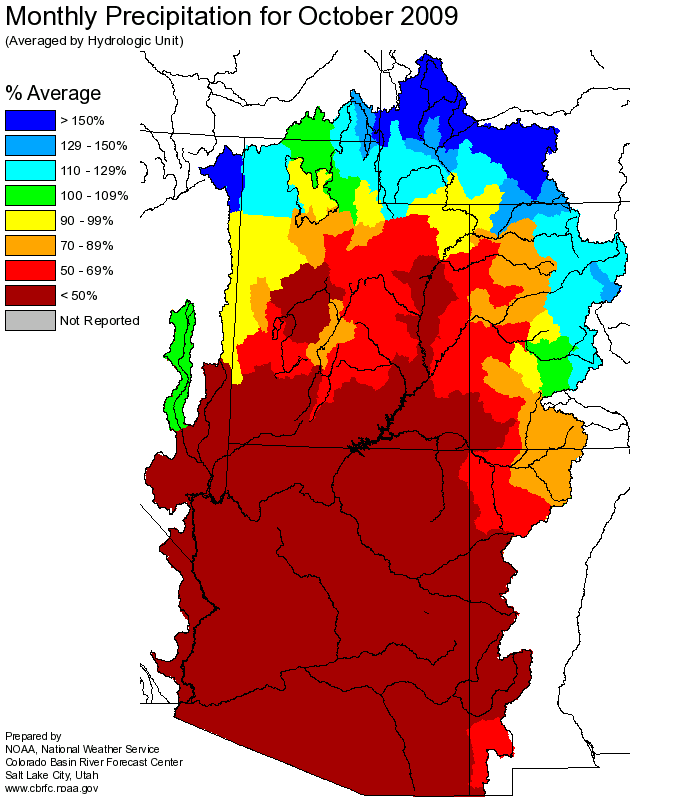 Monthly Precipitation for October 2009
(Averaged by Hydrologic Unit)
% Average
> 150%
129 - 150%
110 - 129%
100 - 109%
90 - 99%
70 - 89%
50 - 69%
< 50%
Not Reported
Prepared by
NOAA, National Weather Service
Colorado Basin River Forecast Center
Salt Lake City, Utah
www.cbrfc.noaa.gov